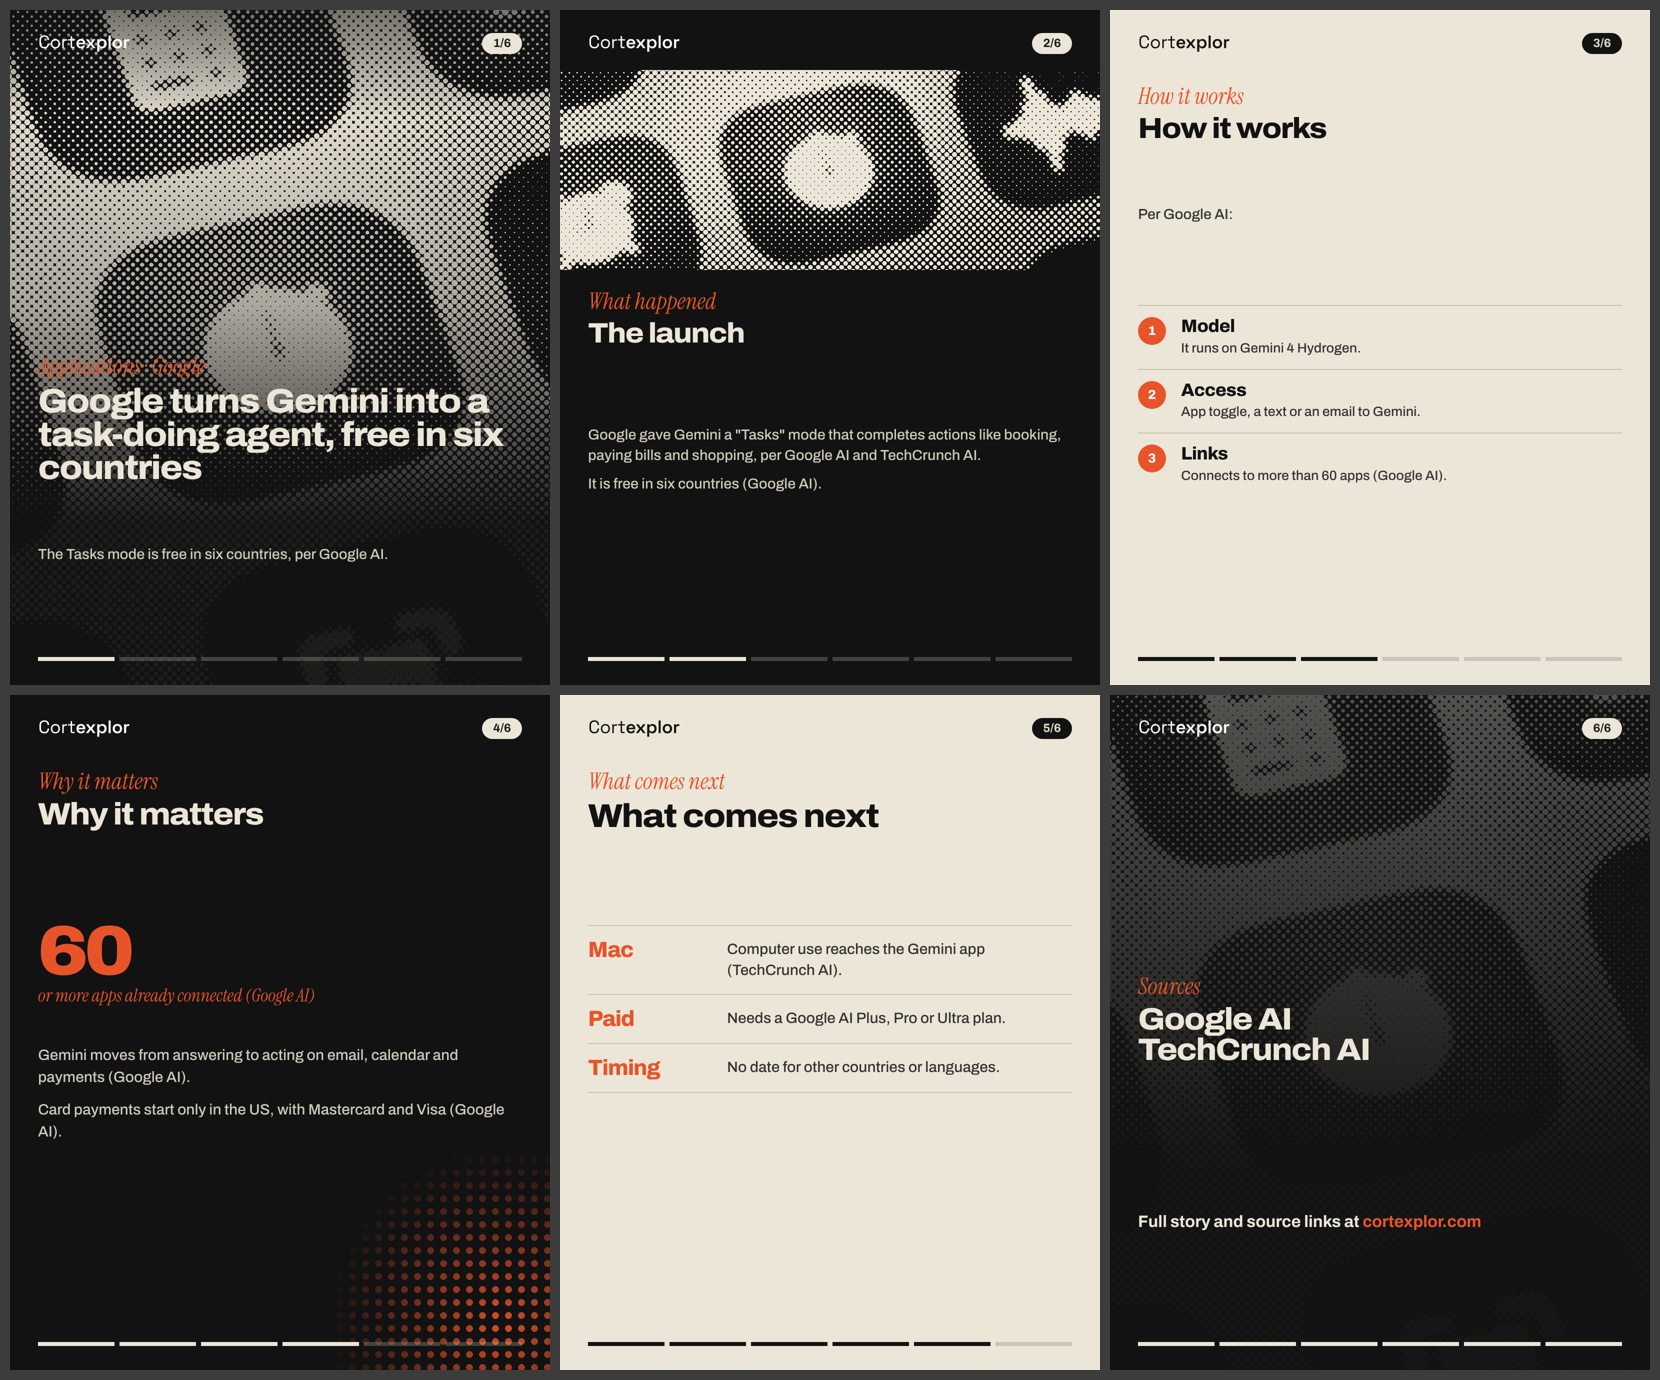 Cortexplor
1/6
Applications · Google
Google turns Gemini into a
task-doing agent, free in six
countries
The Tasks mode is free in six countries, per Google AI.
Cortexplor
2/6
What happened
The launch
Google gave Gemini a "Tasks" mode that completes actions like booking,
paying bills and shopping, per Google AI and TechCrunch AI.
It is free in six countries (Google AI).
Cortexplor
3/6
How it works
How it works
Per Google AI:
1
Model
It runs on Gemini 4 Hydrogen.
2
Access
App toggle, a text or an email to Gemini.
3
Links
Connects to more than 60 apps (Google AI).
Cortexplor
4/6
Why it matters
Why it matters
60
or more apps already connected (Google AI)
Gemini moves from answering to acting on email, calendar and
payments (Google AI).
Card payments start only in the US, with Mastercard and Visa (Google
AI).
Cortexplor
5/6
What comes next
What comes next
Mac
Computer use reaches the Gemini app
(TechCrunch AI).
Paid
Needs a Google AI Plus, Pro or Ultra plan.
Timing
No date for other countries or languages.
Cortexplor
6/6
Sources
Google AI
TechCrunch AI
Full story and source links at cortexplor.com